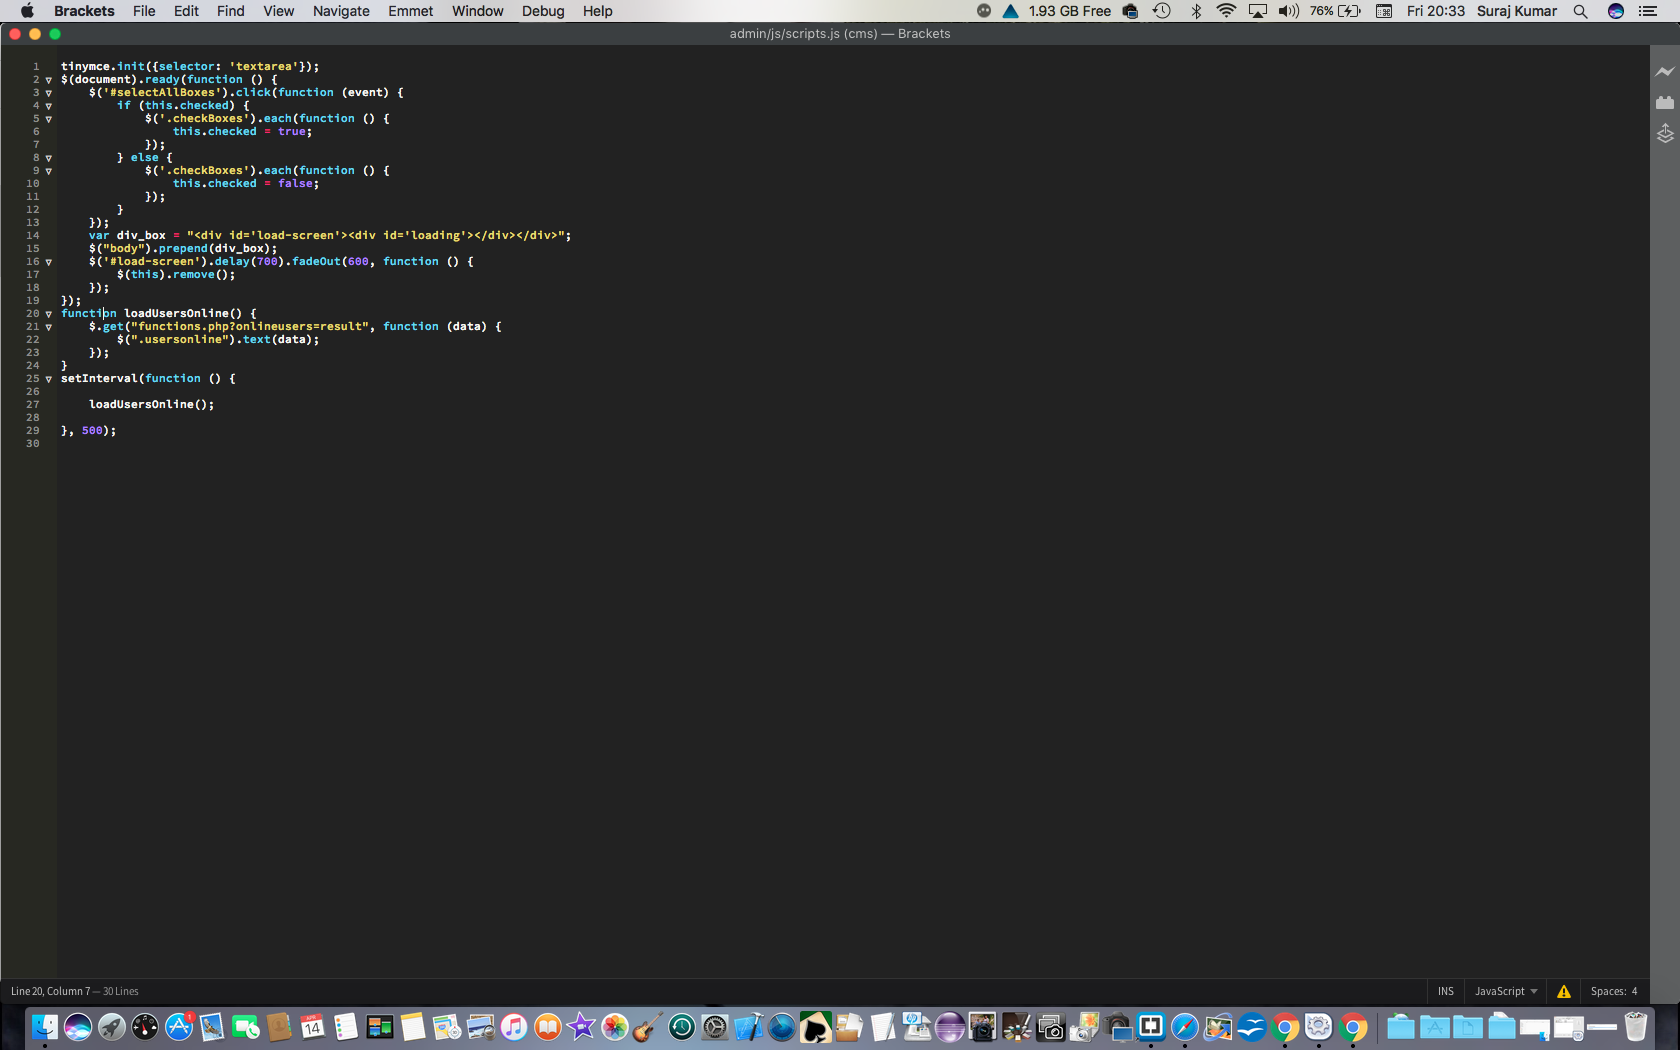 Brackets File Edit Find View Navigate Emmet Window Debug Help 1.93 GB Free 76% Fri 20:33 Suraj Kumar
admin/js/scripts.js (cms) — Brackets
1 tinymce.init({selector: 'textarea'});
2 $(document).ready(function () {
3 $('#selectAllBoxes').click(function (event) {
4 if (this.checked) {
5 $('.checkBoxes').each(function () {
6 this.checked = true;
7 });
8 } else {
9 $('.checkBoxes').each(function () {
10 this.checked = false;
11 });
12 }
13 });
14 var div_box = "<div id='load-screen'><div id='loading'></div></div>";
15 $("body").prepend(div_box);
16 $('#load-screen').delay(700).fadeOut(600, function () {
17 $(this).remove();
18 });
19 });
20 function loadUsersOnline() {
21 $.get("functions.php?onlineusers=result", function (data) {
22 $(".usersonline").text(data);
23 });
24 }
25 setInterval(function () {
26
27 loadUsersOnline();
28
29 }, 500);
30
Line 20, Column 7 — 30 Lines INS JavaScript Spaces: 4
1 APR 14